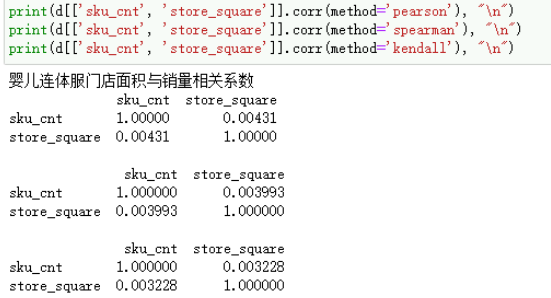 print(d[['sku_cnt', 'store_square']].corr(method='pearson'), "\n")
print(d[['sku_cnt', 'store_square']].corr(method='spearman'), "\n")
print(d[['sku_cnt', 'store_square']].corr(method='kendall'), "\n")
婴儿连体服门店面积与销量相关系数
sku_cnt store_square
sku_cnt 1.00000 0.00431
store_square 0.00431 1.00000
sku_cnt store_square
sku_cnt 1.000000 0.003993
store_square 0.003993 1.000000
sku_cnt store_square
sku_cnt 1.000000 0.003228
store_square 0.003228 1.000000